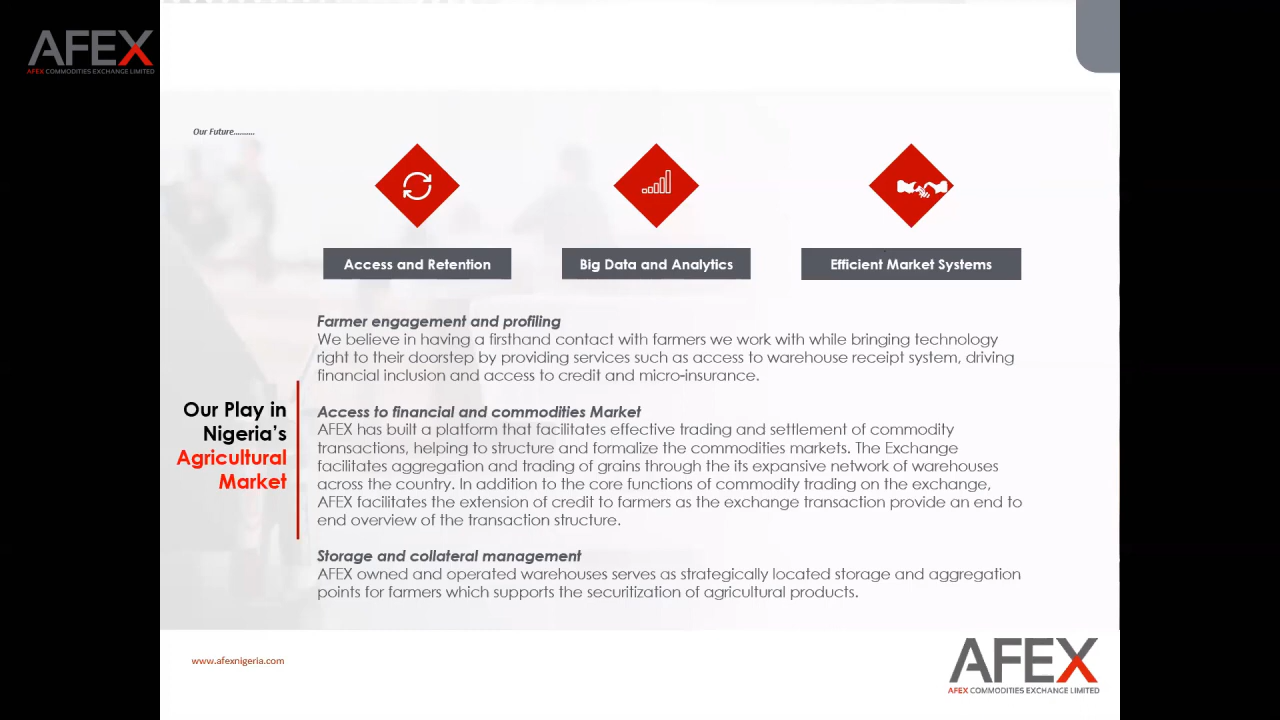 AFEX
AFEX COMMODITIES EXCHANGE LIMITED
Our Future..........
Access and Retention
Big Data and Analytics
Efficient Market Systems
Farmer engagement and profiling
We believe in having a firsthand contact with farmers we work with while bringing technology
right to their doorstep by providing services such as access to warehouse receipt system, driving
financial inclusion and access to credit and micro-insurance.
Our Play in
Nigeria's
Agricultural
Market
Access to financial and commodities Market
AFEX has built a platform that facilitates effective trading and settlement of commodity
transactions, helping to structure and formalize the commodities markets. The Exchange
facilitates aggregation and trading of grains through the its expansive network of warehouses
across the country. In addition to the core functions of commodity trading on the exchange,
AFEX facilitates the extension of credit to farmers as the exchange transaction provide an end to
end overview of the transaction structure.
Storage and collateral management
AFEX owned and operated warehouses serves as strategically located storage and aggregation
points for farmers which supports the securitization of agricultural products.
www.afexnigeria.com
AFEX
AFEX COMMODITIES EXCHANGE LIMITED